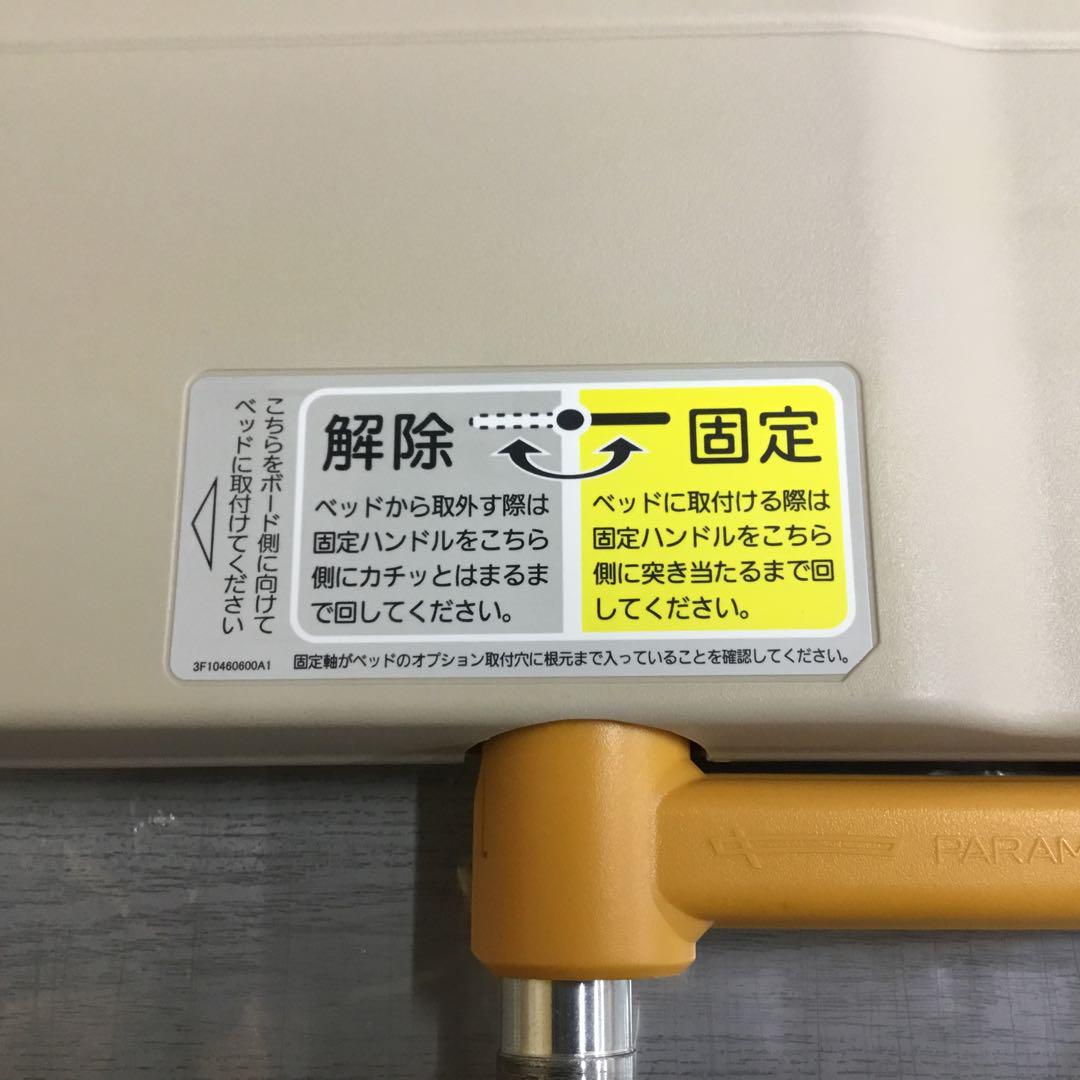 こちらをボード側に向けて
ベッドに取付けてください
解除
ベッドから取外す際は
固定ハンドルをこちら
側にカチッとはまるま
で回してください。
固定
ベッドに取付ける際は
固定ハンドルをこちら
側に突き当たるまで回
してください。
3F10460600A1
固定軸がベッドのオプション取付穴に根元まで入っていることを確認してください。
PARAM